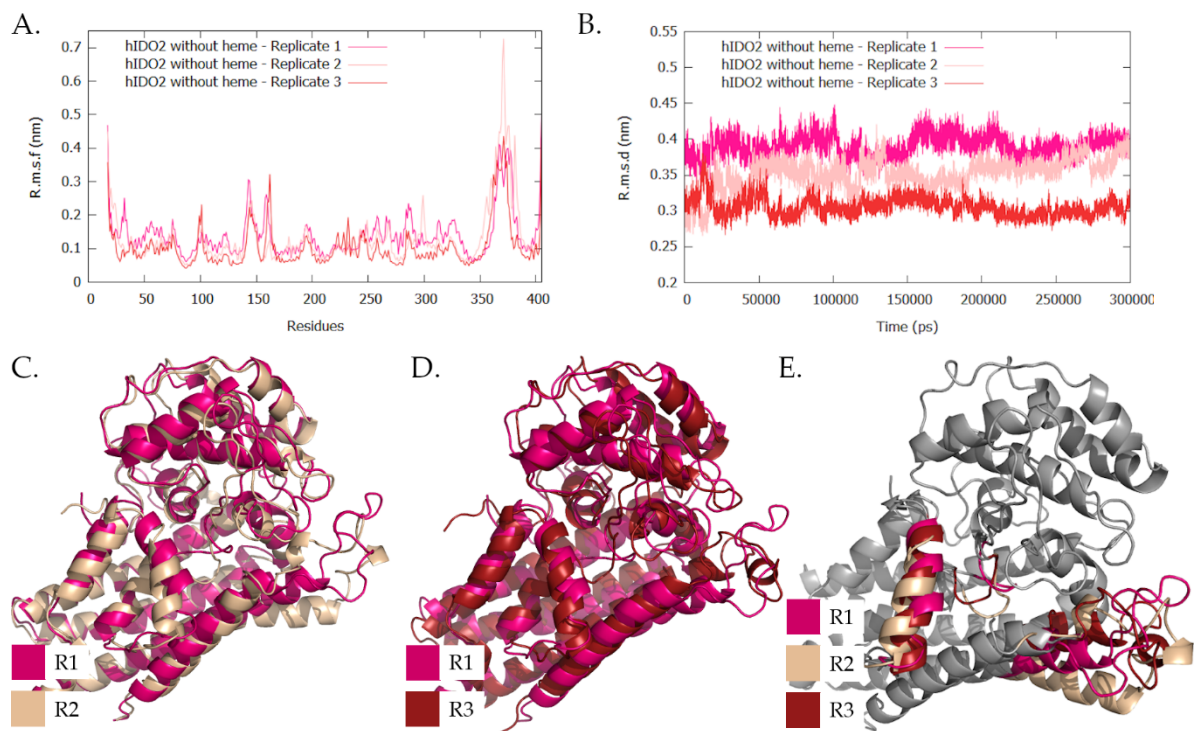 A.
hIDO2 without heme - Replicate 1
hIDO2 without heme - Replicate 2
hIDO2 without heme - Replicate 3
R.m.s.f (nm)
0.7
0.6
0.5
0.4
0.3
0.2
0.1
0
0 50 100 150 200 250 300 350 400
Residues
B.
hIDO2 without heme - Replicate 1
hIDO2 without heme - Replicate 2
hIDO2 without heme - Replicate 3
R.m.s.d (nm)
0.55
0.5
0.45
0.4
0.35
0.3
0.25
0.2
0 50000 100000 150000 200000 250000 300000
Time (ps)
C.
R1
R2
D.
R1
R3
E.
R1
R2
R3